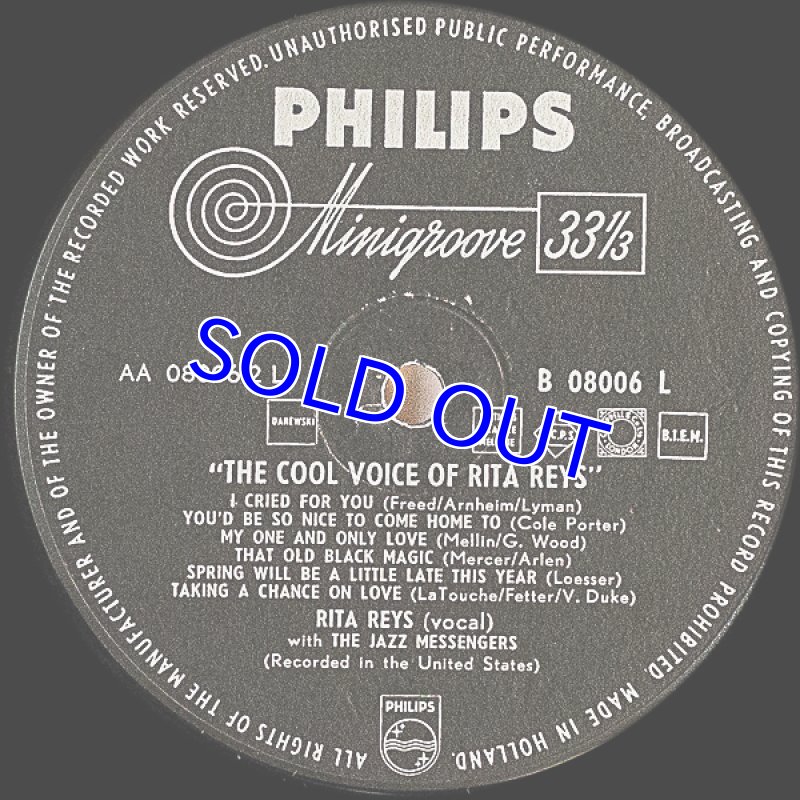 ALL RIGHTS OF THE MANUFACTURER AND OF THE OWNER OF THE RECORDED WORK RESERVED. UNAUTHORISED PUBLIC PERFORMANCE, BROADCASTING AND COPYING OF THIS RECORD PROHIBITED. MADE IN HOLLAND.
PHILIPS
Minigroove 33 1/3
SOLD OUT
AA
B 08006 L
DAREWSKI
B.I.E.M.
"THE COOL VOICE OF RITA REYS"
I CRIED FOR YOU (Freed/Arnheim/Lyman)
YOU'D BE SO NICE TO COME HOME TO (Cole Porter)
MY ONE AND ONLY LOVE (Mellin/G. Wood)
THAT OLD BLACK MAGIC (Mercer/Arlen)
SPRING WILL BE A LITTLE LATE THIS YEAR (Loesser)
TAKING A CHANCE ON LOVE (LaTouche/Fetter/V. Duke)
RITA REYS (vocal)
with THE JAZZ MESSENGERS
(Recorded in the United States)
PHILIPS